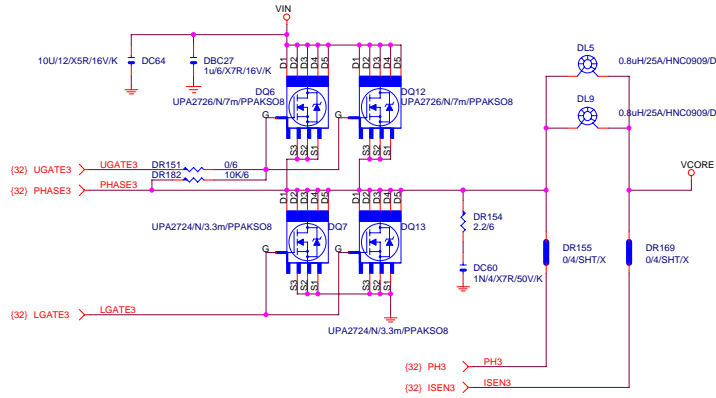 VIN
10U/12/X5R/16V/K
DC64
DBC27
1u/6/X7R/16V/K
D1
D2
D3
D4
D5
D1
D2
D3
D4
D5
DQ6
UPA2726/N/7m/PPAKSO8
DQ12
UPA2726/N/7m/PPAKSO8
G
G
S3
S2
S1
S3
S2
S1
DL5
0.8uH/25A/HNC0909/D
DL9
0.8uH/25A/HNC0909/D
VCORE
{32} UGATE3
UGATE3
DR151
0/6
{32} PHASE3
PHASE3
DR182
10K/6
D1
D2
D3
D4
D5
D1
D2
D3
D4
D5
UPA2724/N/3.3m/PPAKSO8
DQ7
DQ13
G
G
S3
S2
S1
S3
S2
S1
UPA2724/N/3.3m/PPAKSO8
DR154
2.2/6
DC60
1N/4/X7R/50V/K
DR155
0/4/SHT/X
DR169
0/4/SHT/X
{32} LGATE3
LGATE3
{32} PH3
PH3
{32} ISEN3
ISEN3